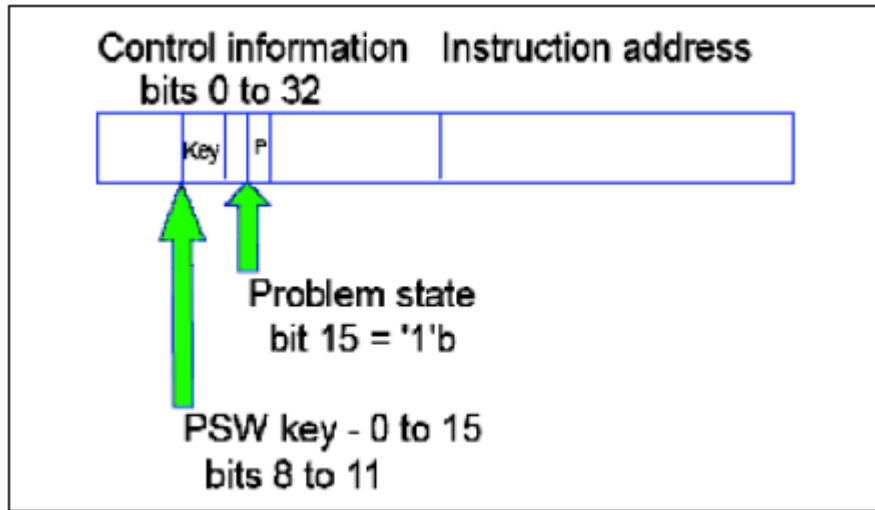 Control information Instruction address
bits 0 to 32
Key P
Problem state
bit 15 = '1'b
PSW key - 0 to 15
bits 8 to 11